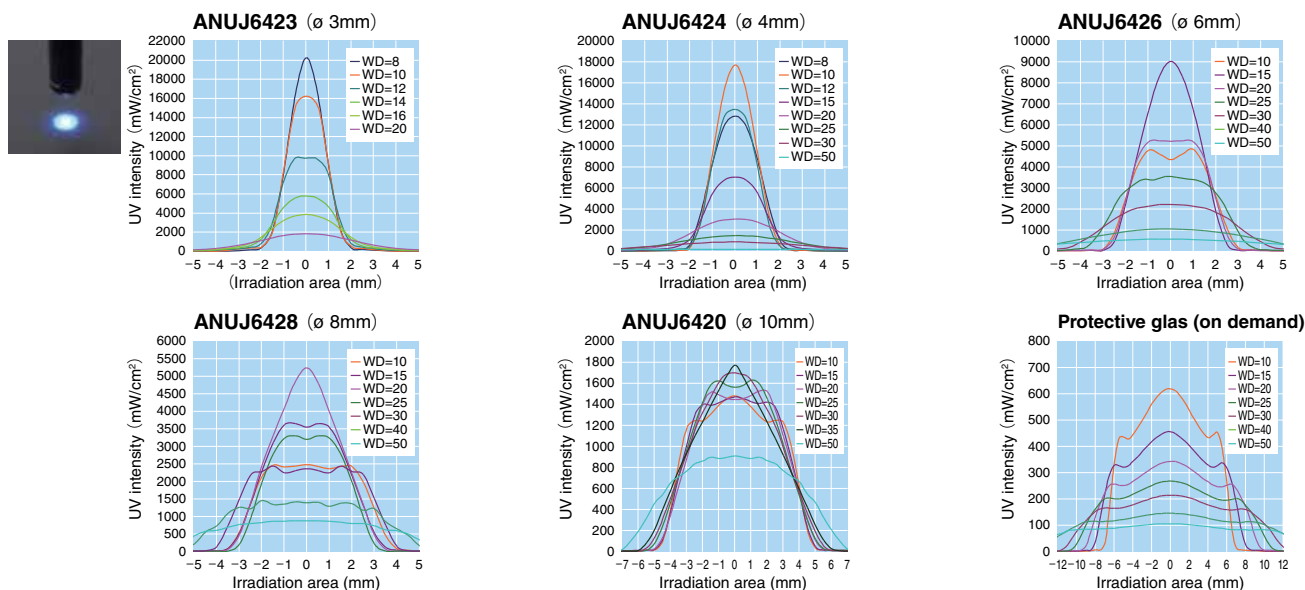 ANUJ6423 (ø 3mm)
UV intensity (mW/cm²)
22000
20000
18000
16000
14000
12000
10000
8000
6000
4000
2000
0
WD=8
WD=10
WD=12
WD=14
WD=16
WD=20
−5 −4 −3 −2 −1 0 1 2 3 4 5
(Irradiation area (mm)
ANUJ6424 (ø 4mm)
UV intensity (mW/cm²)
20000
18000
16000
14000
12000
10000
8000
6000
4000
2000
0
WD=8
WD=10
WD=12
WD=15
WD=20
WD=25
WD=30
WD=50
−5 −4 −3 −2 −1 0 1 2 3 4 5
Irradiation area (mm)
ANUJ6426 (ø 6mm)
UV intensity (mW/cm²)
10000
9000
8000
7000
6000
5000
4000
3000
2000
1000
0
WD=10
WD=15
WD=20
WD=25
WD=30
WD=40
WD=50
−5 −4 −3 −2 −1 0 1 2 3 4 5
Irradiation area (mm)
ANUJ6428 (ø 8mm)
UV intensity (mW/cm²)
6000
5500
5000
4500
4000
3500
3000
2500
2000
1500
1000
500
0
WD=10
WD=15
WD=20
WD=25
WD=30
WD=40
WD=50
−5 −4 −3 −2 −1 0 1 2 3 4 5
Irradiation area (mm)
ANUJ6420 (ø 10mm)
UV intensity (mW/cm²)
2000
1800
1600
1400
1200
1000
800
600
400
200
0
WD=10
WD=15
WD=20
WD=25
WD=30
WD=35
WD=50
−7 −6 −5 −4 −3 −2 −1 0 1 2 3 4 5 6 7
Irradiation area (mm)
Protective glas (on demand)
UV intensity (mW/cm²)
800
700
600
500
400
300
200
100
0
WD=10
WD=15
WD=20
WD=25
WD=30
WD=40
WD=50
−12 −10 −8 −6 −4 −2 0 2 4 6 8 10 12
Irradiation area (mm)